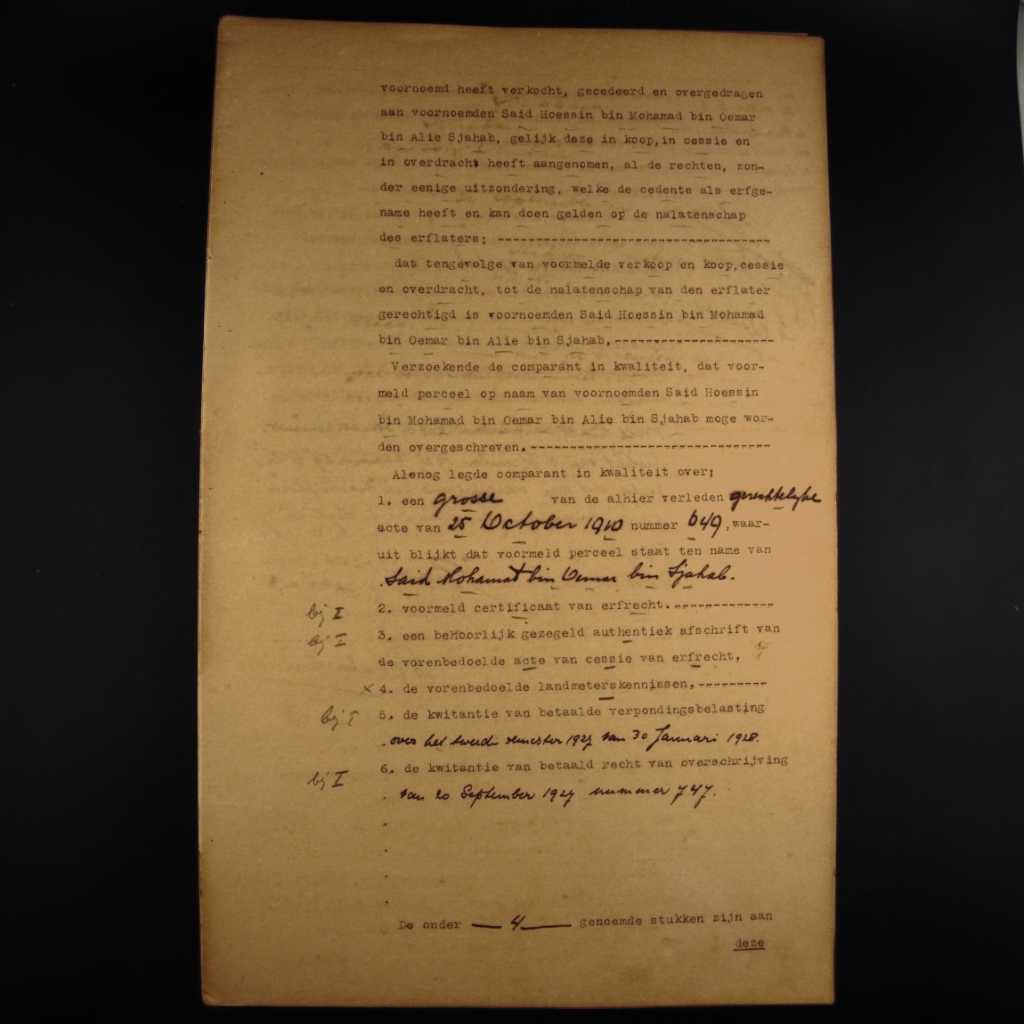 voornoemd heeft verkocht, gecedeerd en overgedragen
aan voornoemden Said Hoessin bin Mohamad bin Oemar
bin Alie Sjahab, gelijk deze in koop, in cessie en
in overdracht heeft aangenomen, al de rechten, zon-
der eenige uitzondering, welke de cedente als erfge-
name heeft en kan doen gelden op de nalatenschap
des erflaters; ------------------------------------
dat tengevolge van voormelde verkoop en koop, cessie
en overdracht, tot de nalatenschap van den erflater
gerechtigd is voornoemden Said Hoessin bin Mohamad
bin Oemar bin Alie bin Sjahab,---------------------
Verzoekende de comparant in kwaliteit, dat voor-
meld perceel op naam van voornoemden Said Hoessin
bin Mohamad bin Oemar bin Alie bin Sjahab moge wor-
den overgeschreven.--------------------------------
Alsnog legde comparant in kwaliteit over;
1. een grosse van de alhier verleden gerechtelijke
acte van 25 October 1910 nummer 649, waar-
uit blijkt dat voormeld perceel staat ten name van
Said Mohamat bin Oemar bin Sjahab.
bij I 2. voormeld certificaat van erfrecht.-------------
bij I 3. een beHoorlijk gezegeld authentiek afschrift van
de vorenbedoelde acte van cessie van erfrecht,
x 4. de vorenbedoelde landmeterskennissen,---------
bij I 5. de kwitantie van betaalde verpondingsbelasting
over het tweede semester 1927 van 30 Januari 1928.
bij I 6. de kwitantie van betaald recht van overschrijving
van 20 September 1927 nummer 747.
De onder — 4 — genoemde stukken zijn aan
deze